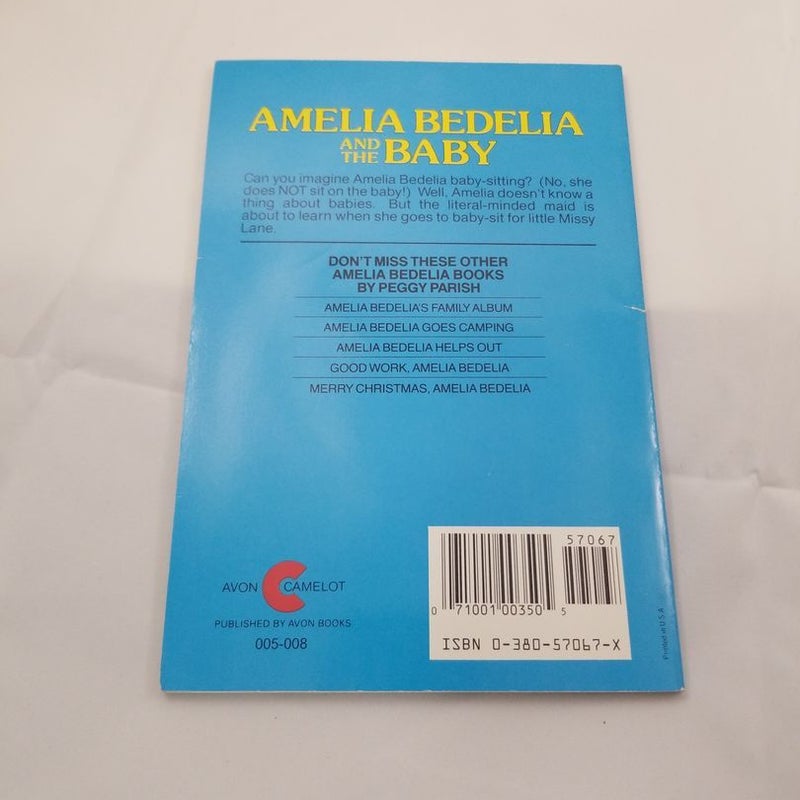 AMELIA BEDELIA
AND THE BABY
Can you imagine Amelia Bedelia baby-sitting? (No, she
does NOT sit on the baby!) Well, Amelia doesn't know a
thing about babies. But the literal-minded maid is
about to learn when she goes to baby-sit for little Missy
Lane.
DON'T MISS THESE OTHER
AMELIA BEDELIA BOOKS
BY PEGGY PARISH
AMELIA BEDELIA'S FAMILY ALBUM
AMELIA BEDELIA GOES CAMPING
AMELIA BEDELIA HELPS OUT
GOOD WORK, AMELIA BEDELIA
MERRY CHRISTMAS, AMELIA BEDELIA
AVON CAMELOT
PUBLISHED BY AVON BOOKS
005-008
57067
0 71001 00350 5
ISBN 0-380-57067-X
Printed in U.S.A.